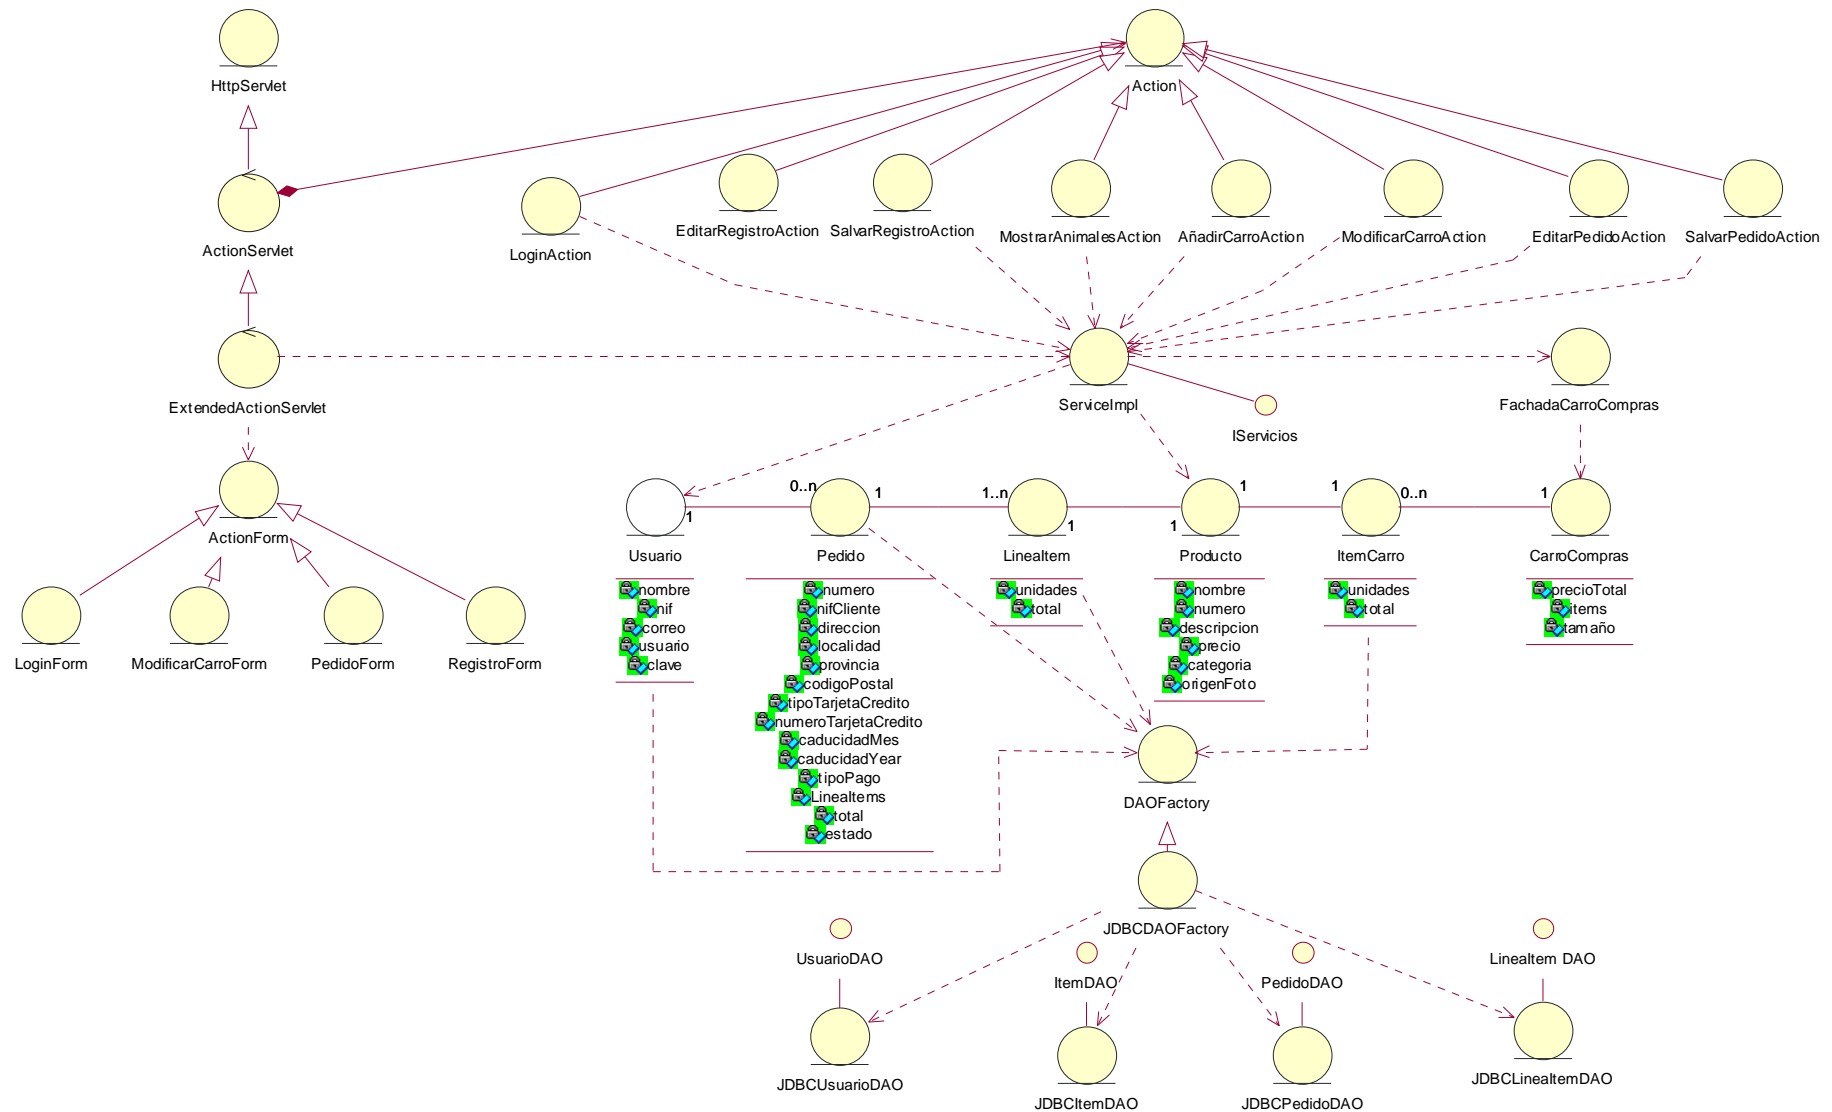 HttpServlet
Action
ActionServlet
LoginAction
EditarRegistroAction
SalvarRegistroAction
MostrarAnimalesAction
AñadirCarroAction
ModificarCarroAction
EditarPedidoAction
SalvarPedidoAction
ExtendedActionServlet
ServiceImpl
IServicios
FachadaCarroCompras
ActionForm
LoginForm
ModificarCarroForm
PedidoForm
RegistroForm
1
0..n
1
1..n
1
1
1
1
0..n
1
Usuario
nombre
nif
correo
usuario
clave
Pedido
numero
nifCliente
direccion
localidad
provincia
codigoPostal
tipoTarjetaCredito
numeroTarjetaCredito
caducidadMes
caducidadYear
tipoPago
LineaItems
total
estado
LineaItem
unidades
total
Producto
nombre
numero
descripcion
precio
categoria
origenFoto
ItemCarro
unidades
total
CarroCompras
precioTotal
items
tamaño
DAOFactory
JDBCDAOFactory
UsuarioDAO
ItemDAO
PedidoDAO
LineaItem DAO
JDBCUsuarioDAO
JDBCItemDAO
JDBCPedidoDAO
JDBCLineaItemDAO